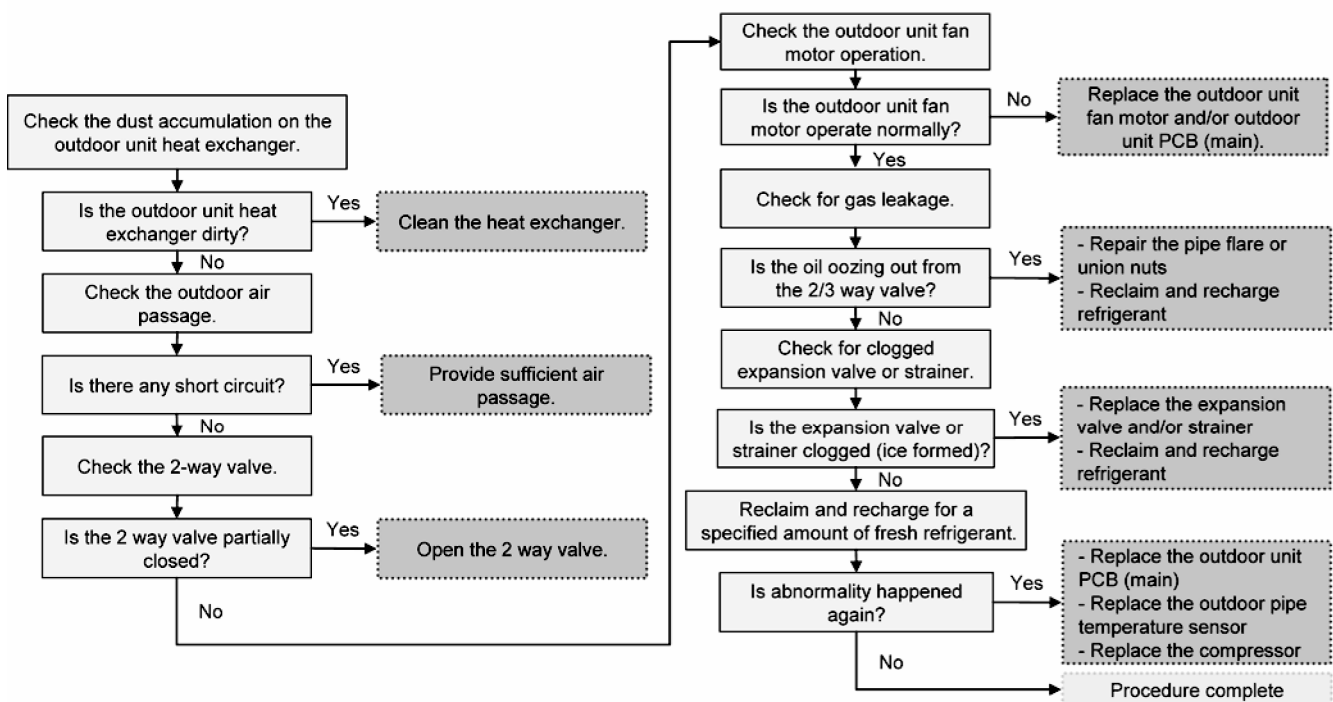 Check the dust accumulation on the
outdoor unit heat exchanger.
Is the outdoor unit heat
exchanger dirty?
Yes
Clean the heat exchanger.
No
Check the outdoor air
passage.
Is there any short circuit?
Yes
Provide sufficient air
passage.
No
Check the 2-way valve.
Is the 2 way valve partially
closed?
Yes
Open the 2 way valve.
No
Check the outdoor unit fan
motor operation.
Is the outdoor unit fan
motor operate normally?
No
Replace the outdoor unit
fan motor and/or outdoor
unit PCB (main).
Yes
Check for gas leakage.
Is the oil oozing out from
the 2/3 way valve?
Yes
- Repair the pipe flare or
union nuts
- Reclaim and recharge
refrigerant
No
Check for clogged
expansion valve or strainer.
Is the expansion valve or
strainer clogged (ice formed)?
Yes
- Replace the expansion
valve and/or strainer
- Reclaim and recharge
refrigerant
No
Reclaim and recharge for a
specified amount of fresh refrigerant.
Is abnormality happened
again?
Yes
- Replace the outdoor unit
PCB (main)
- Replace the outdoor pipe
temperature sensor
- Replace the compressor
No
Procedure complete